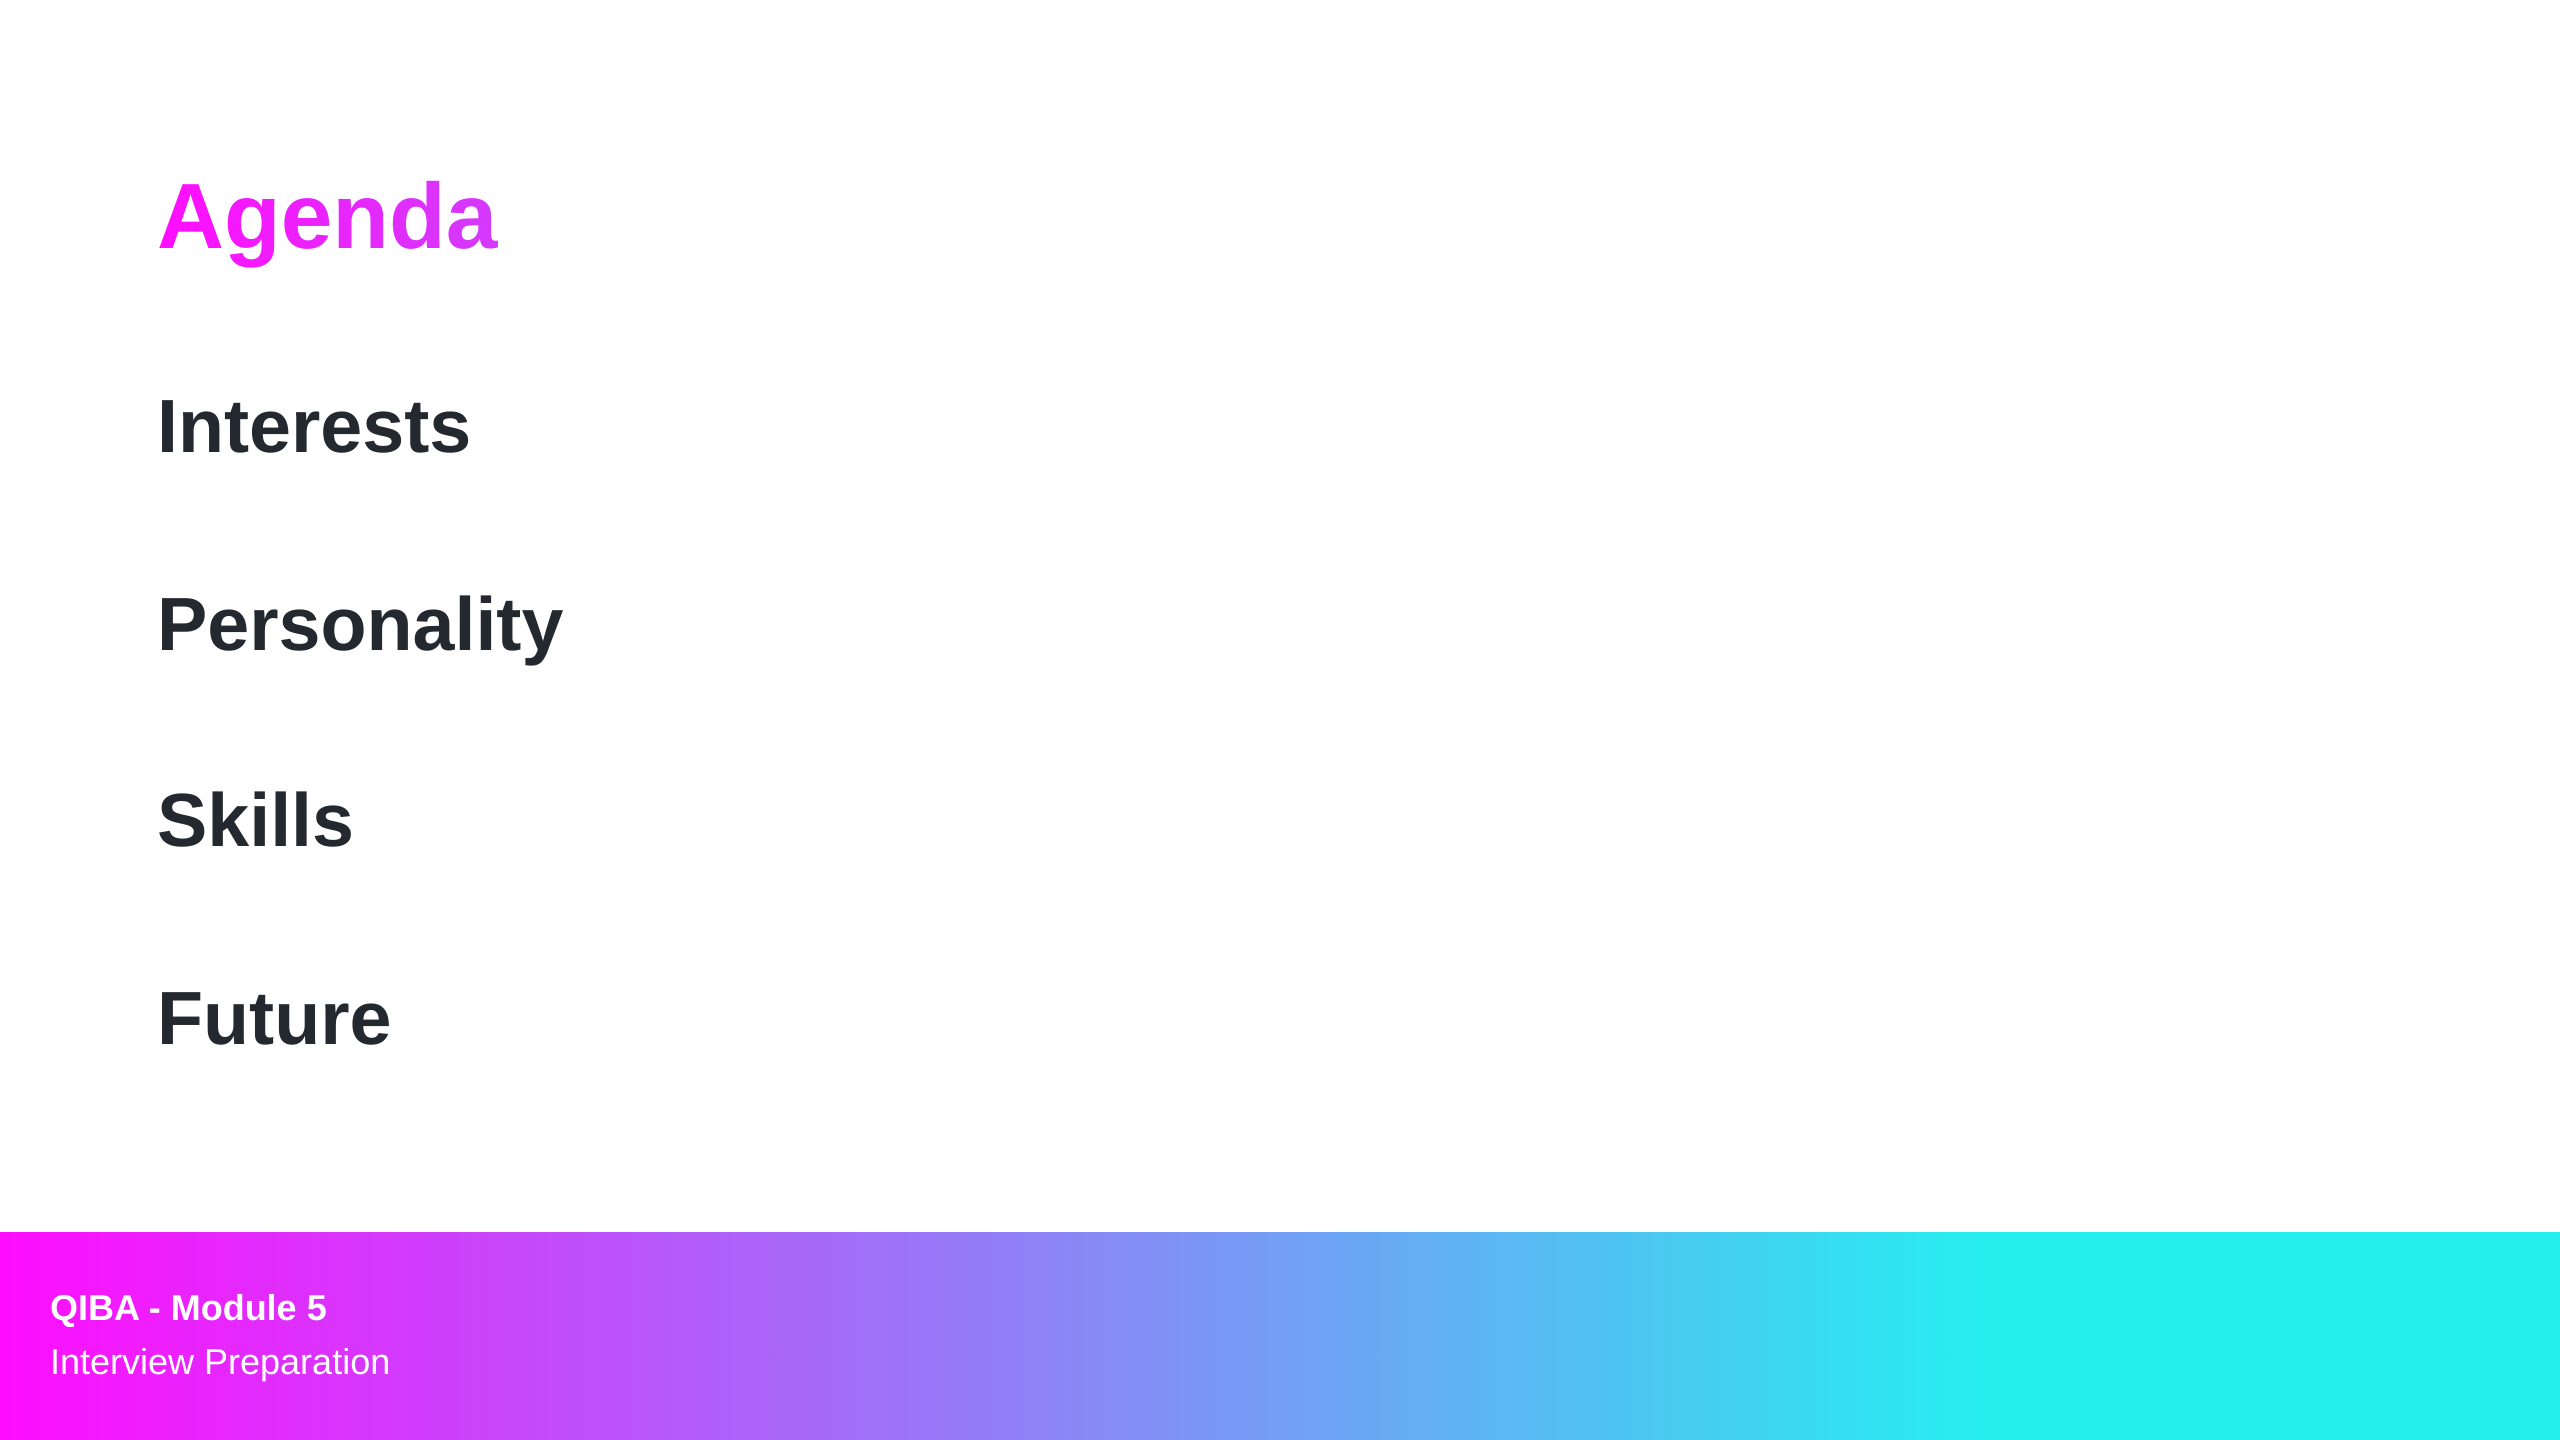 Agenda
Interests
Personality
Skills
Future
QIBA - Module 5
Interview Preparation